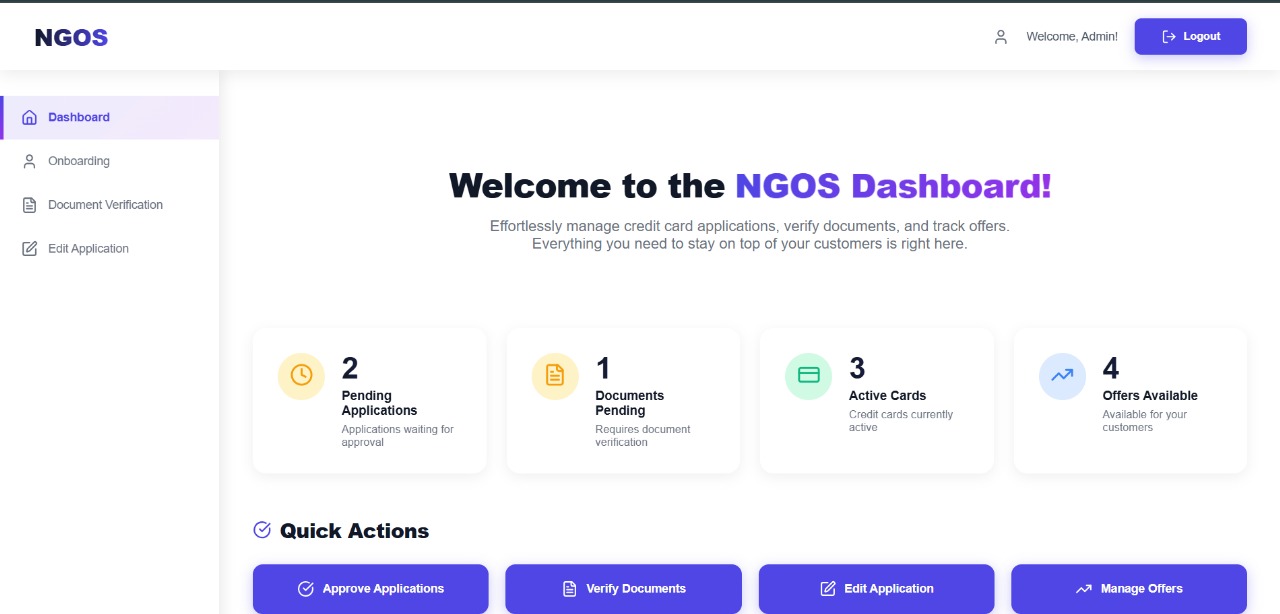 NGOS
Welcome, Admin!
Logout
Dashboard
Onboarding
Document Verification
Edit Application
Welcome to the NGOS Dashboard!
Effortlessly manage credit card applications, verify documents, and track offers.
Everything you need to stay on top of your customers is right here.
2
Pending
Applications
Applications waiting for
approval
1
Documents
Pending
Requires document
verification
3
Active Cards
Credit cards currently
active
4
Offers Available
Available for your
customers
Quick Actions
Approve Applications
Verify Documents
Edit Application
Manage Offers